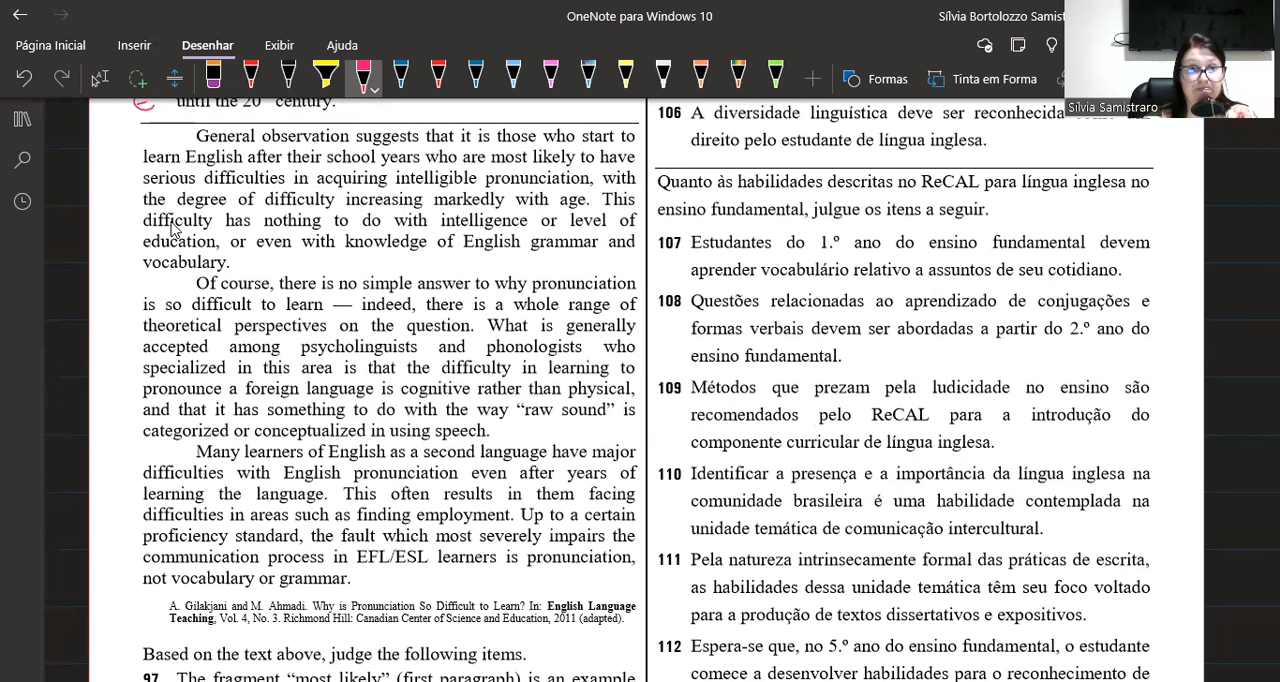 OneNote para Windows 10
Sílvia Bortolozzo Samist
Página Inicial
Inserir
Desenhar
Exibir
Ajuda
Formas
Tinta em Forma
Sílvia Samistraro
until the 20 century.
General observation suggests that it is those who start to
learn English after their school years who are most likely to have
serious difficulties in acquiring intelligible pronunciation, with
the degree of difficulty increasing markedly with age. This
difficulty has nothing to do with intelligence or level of
education, or even with knowledge of English grammar and
vocabulary.
Of course, there is no simple answer to why pronunciation
is so difficult to learn — indeed, there is a whole range of
theoretical perspectives on the question. What is generally
accepted among psycholinguists and phonologists who
specialized in this area is that the difficulty in learning to
pronounce a foreign language is cognitive rather than physical,
and that it has something to do with the way “raw sound” is
categorized or conceptualized in using speech.
Many learners of English as a second language have major
difficulties with English pronunciation even after years of
learning the language. This often results in them facing
difficulties in areas such as finding employment. Up to a certain
proficiency standard, the fault which most severely impairs the
communication process in EFL/ESL learners is pronunciation,
not vocabulary or grammar.
A. Gilakjani and M. Ahmadi. Why is Pronunciation So Difficult to Learn? In: English Language
Teaching, Vol. 4, No. 3. Richmond Hill: Canadian Center of Science and Education, 2011 (adapted).
Based on the text above, judge the following items.
97 The fragment “most likely” (first paragraph) is an example
106 A diversidade linguística deve ser reconhecida
direito pelo estudante de língua inglesa.
Quanto às habilidades descritas no ReCAL para língua inglesa no
ensino fundamental, julgue os itens a seguir.
107 Estudantes do 1.º ano do ensino fundamental devem
aprender vocabulário relativo a assuntos de seu cotidiano.
108 Questões relacionadas ao aprendizado de conjugações e
formas verbais devem ser abordadas a partir do 2.º ano do
ensino fundamental.
109 Métodos que prezam pela ludicidade no ensino são
recomendados pelo ReCAL para a introdução do
componente curricular de língua inglesa.
110 Identificar a presença e a importância da língua inglesa na
comunidade brasileira é uma habilidade contemplada na
unidade temática de comunicação intercultural.
111 Pela natureza intrinsecamente formal das práticas de escrita,
as habilidades dessa unidade temática têm seu foco voltado
para a produção de textos dissertativos e expositivos.
112 Espera-se que, no 5.º ano do ensino fundamental, o estudante
comece a desenvolver habilidades para o reconhecimento de